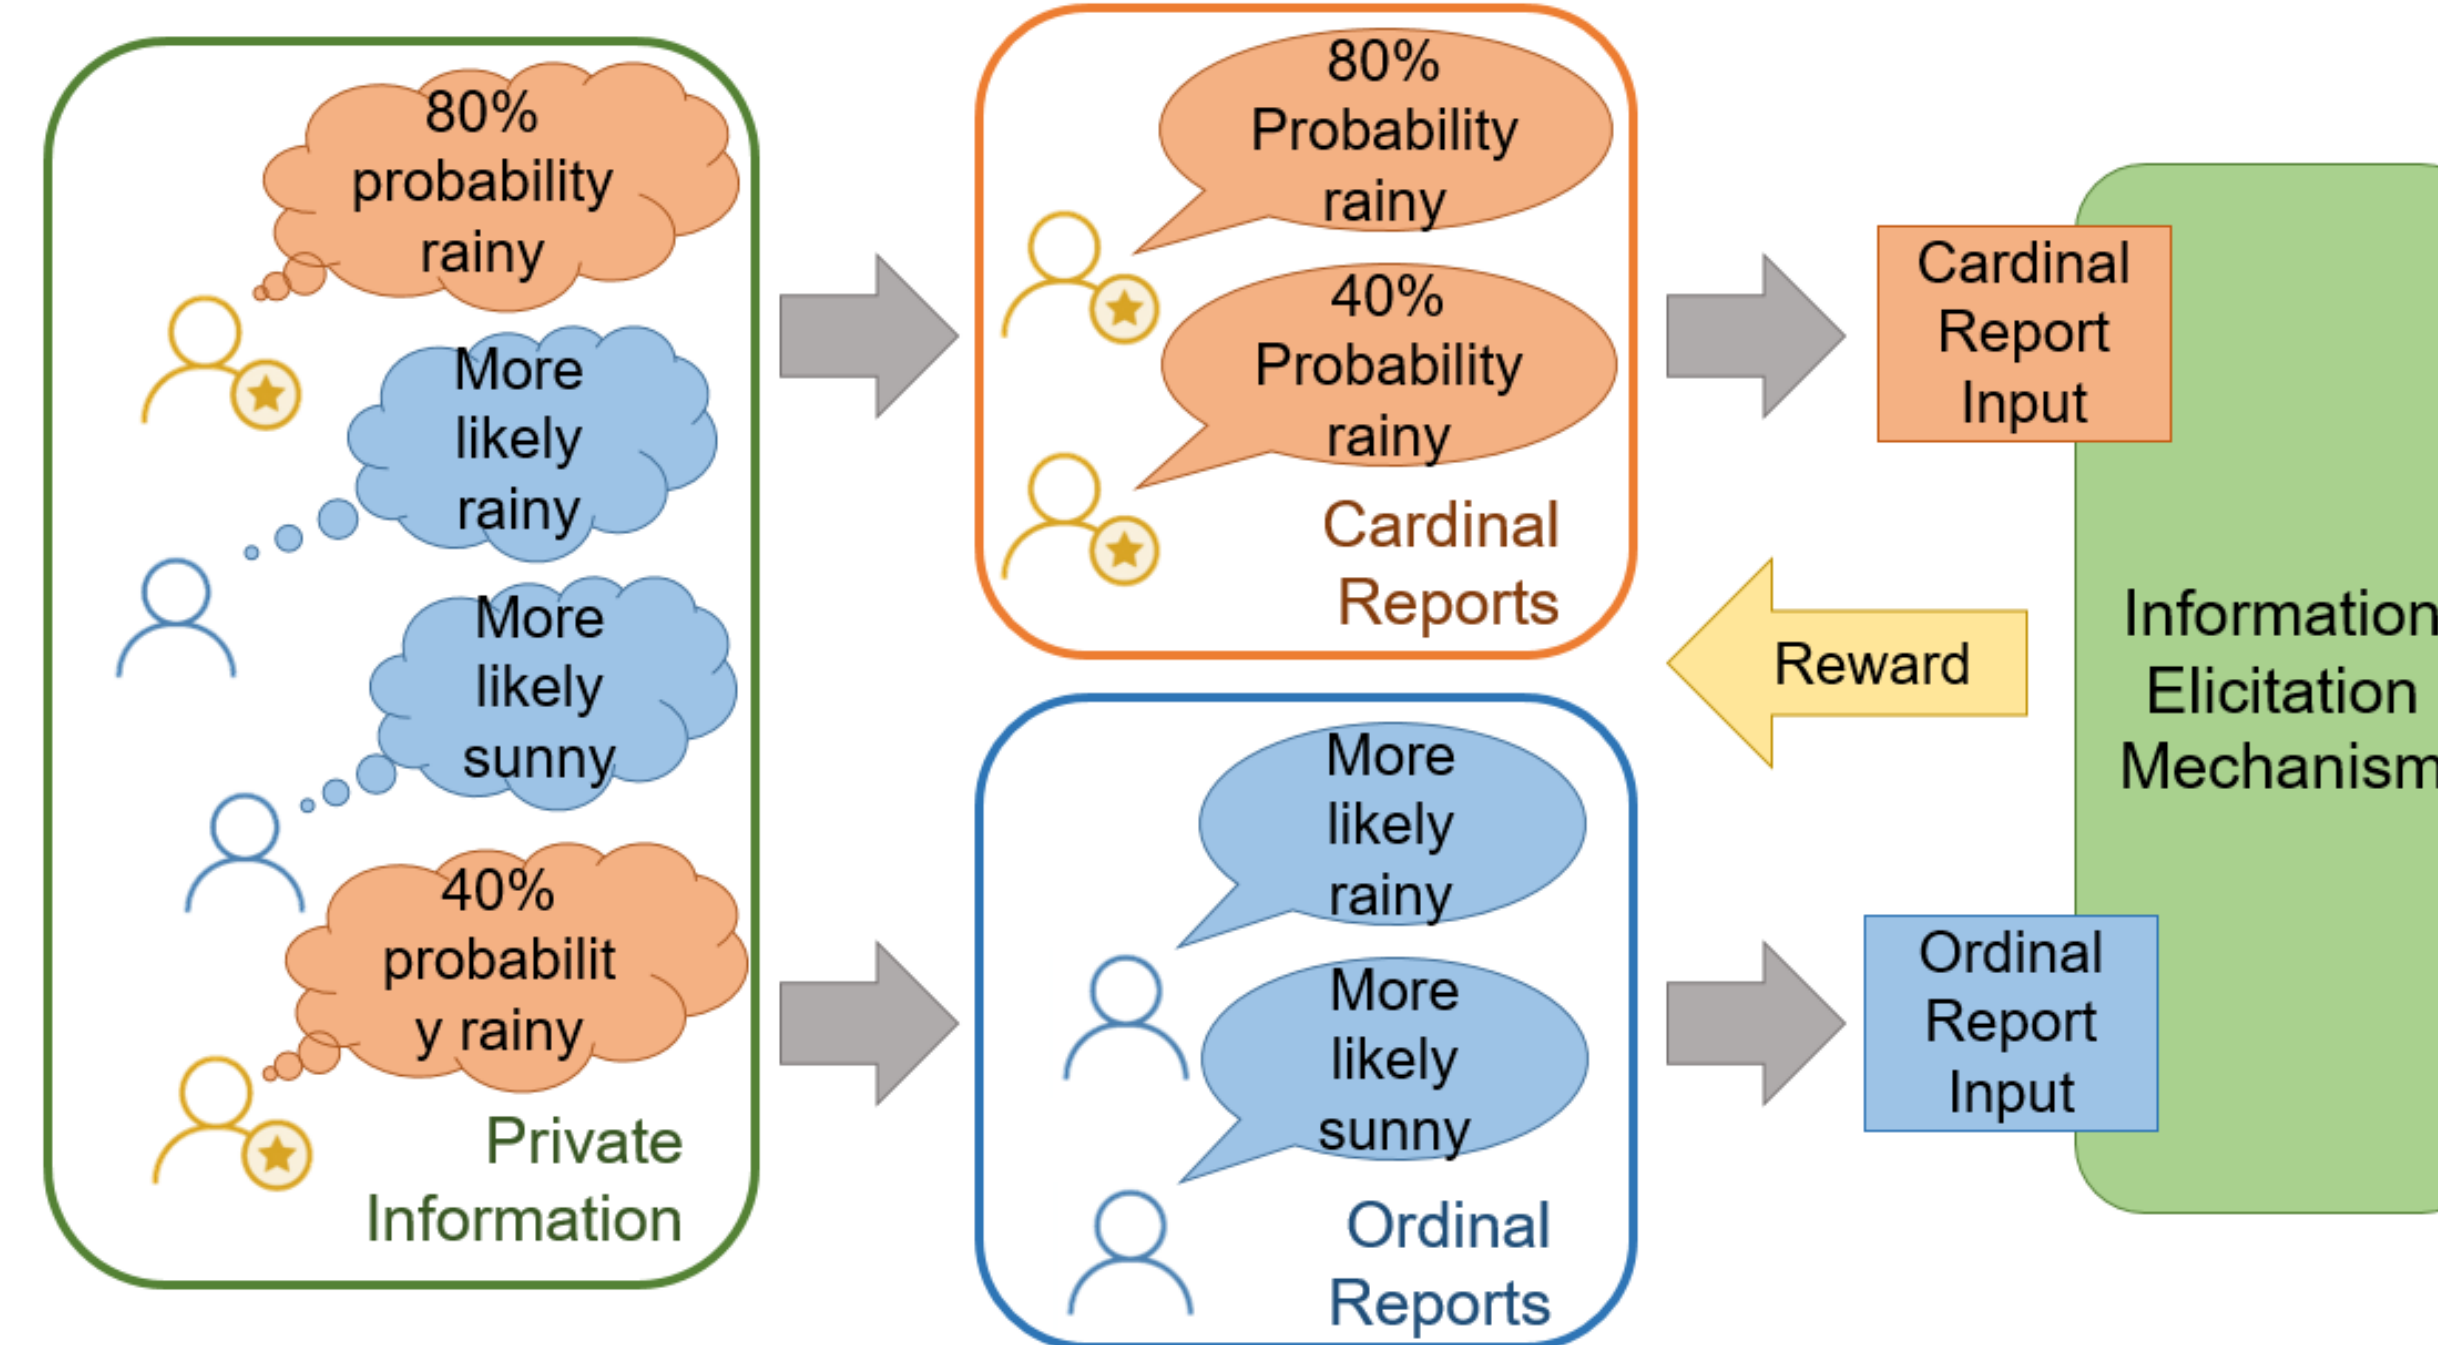 80%
probability
rainy
More
likely
rainy
More
likely
sunny
40%
probabilit
y rainy
Private
Information
80%
Probability
rainy
40%
Probability
rainy
Cardinal
Reports
More
likely
rainy
More
likely
sunny
Ordinal
Reports
Cardinal
Report
Input
Reward
Ordinal
Report
Input
Information
Elicitation
Mechanism